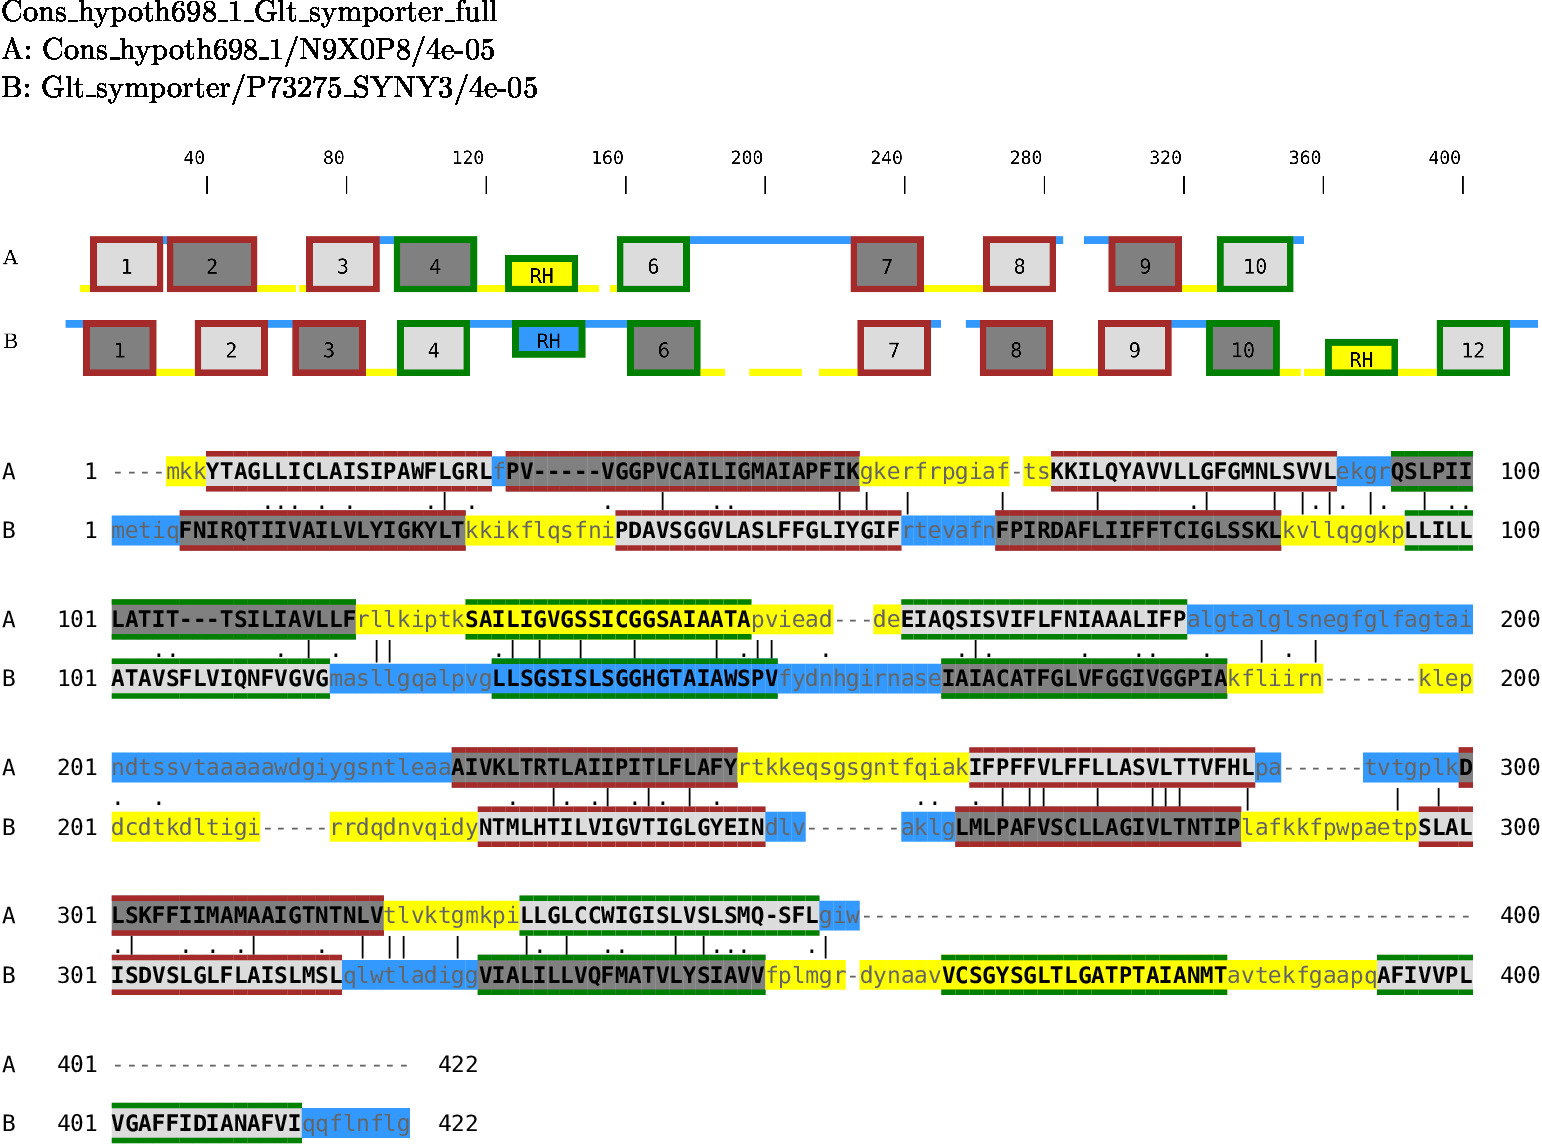 Cons_hypoth698_1_Glt_symporter_full
A: Cons_hypoth698_1/N9X0P8/4e-05
B: Glt_symporter/P73275_SYNY3/4e-05
40 80 120 160 200 240 280 320 360 400
A 1 2 3 4 RH 6 7 8 9 10
B 1 2 3 4 RH 6 7 8 9 10 RH 12
A 1 ----mkkYTAGLLICLAISIPAWFLGRLfPV-----VGGPVCAILIGMAIAPFIKgkerfrpgiaf-tsKKILQYAVVLLGFGMNLSVVLekgrQSLPII 100
B 1 metiqFNIRQTIIVAILVLYIGKYLTkkikflqsfniPDAVSGGVLASLFFGLIYGIFrtevafnFPIRDAFLIIFFTCIGLSSKLkvllqggkpLLILL 100
A 101 LATIT---TSILIAVLLFrllkiptkSAILIGVGSSICGGSAIAATApviead---deEIAQSISVIFLFNIAAALIFPalgtalglsnegfglfagtai 200
B 101 ATAVSFLVIQNFVGVGmasllgqalpvgLLSGSISLSGGHGTAIAWSPVfydnhgirnaseIAIACATFGLVFGGIVGGPIAkfliirn-------klep 200
A 201 ndtssvtaaaaawdgiygsntleaaAIVKLTRTLAIIPITLFLAFYrtkkeqsgsgntfqiakIFPFFVLFFLLASVLTTVFHLpa------tvtgplkD 300
B 201 dcdtkdltigi-----rrdqdnvqidyNTMLHTILVIGVTIGLGYEINdlv-------aklgLMLPAFVSCLLAGIVLTNTIPlafkkfpwpaetpSLAL 300
A 301 LSKFFIIMAMAAIGTNTNLVtlvktgmkpiLLGLCCWIGISLVSLSMQ-SFLgiw--------------------------------------------- 400
B 301 ISDVSLGLFLAISLMSLqlwtladiggVIALILLVQFMATVLYSIAVVfplmgr-dynaavVCSGYSGLTLGATPTAIANMTavtekfgaapqAFIVVPL 400
A 401 ---------------------- 422
B 401 VGAFFIDIANAFVIqqflnflg 422